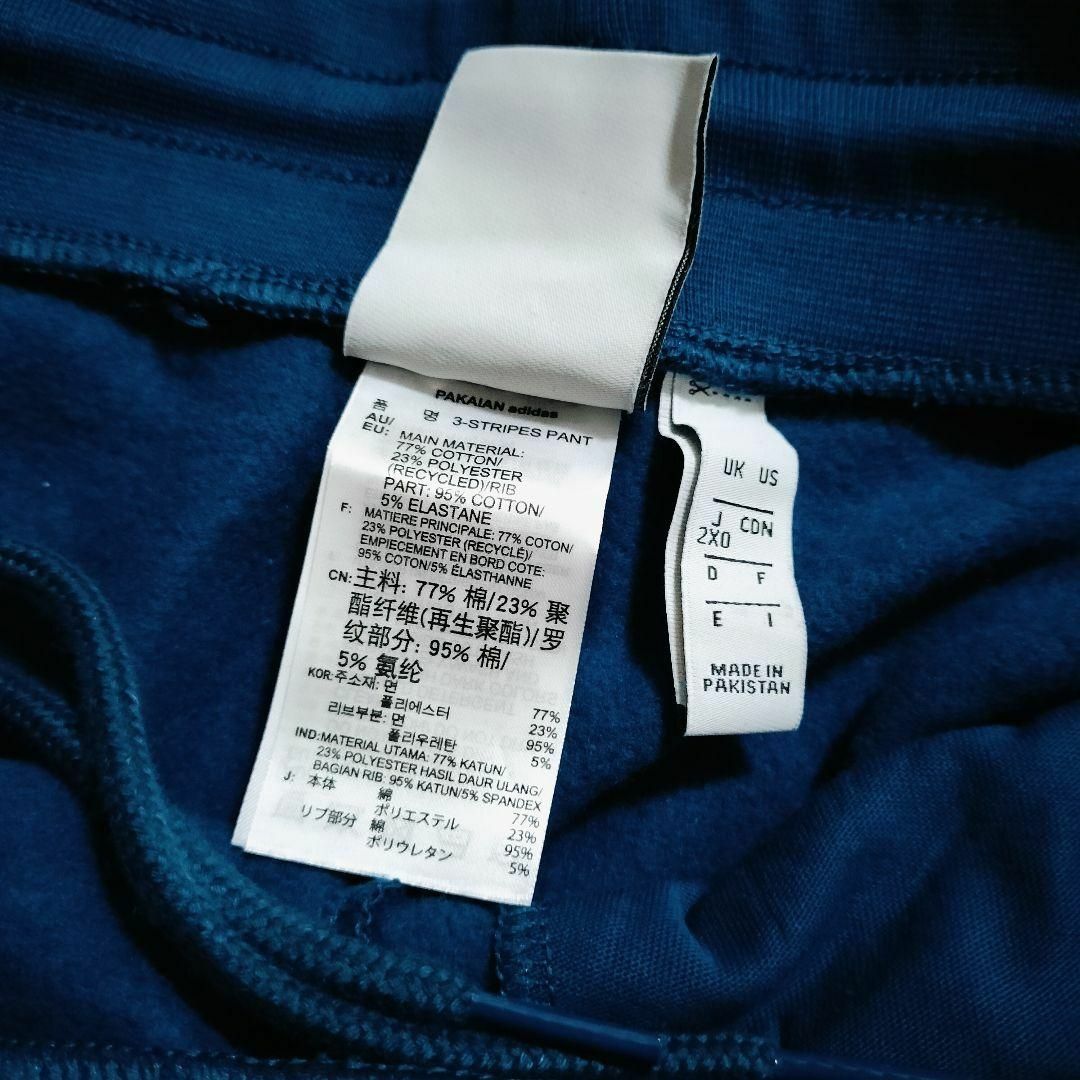 PAKAIAN adidas
품 명 3-STRIPES PANT
AU/
EU: MAIN MATERIAL:
77% COTTON/
23% POLYESTER
(RECYCLED)/RIB
PART: 95% COTTON/
5% ELASTANE
F: MATIERE PRINCIPALE: 77% COTON/
23% POLYESTER (RECYCLÉ)/
EMPIECEMENT EN BORD COTE:
95% COTON/5% ÉLASTHANNE
CN: 主料: 77% 棉/23% 聚
酯纤维(再生聚酯)/罗
纹部分: 95% 棉/
5% 氨纶
KOR: 주소재: 면 77%
폴리에스터 23%
리브부분: 면 95%
폴리우레탄 5%
IND: MATERIAL UTAMA: 77% KATUN/
23% POLYESTER HASIL DAUR ULANG/
BAGIAN RIB: 95% KATUN/5% SPANDEX
J: 本体 綿 77%
ポリエステル 23%
リブ部分 綿 95%
ポリウレタン 5%
UK US
J CDN
2XO
D F
E I
MADE IN
PAKISTAN